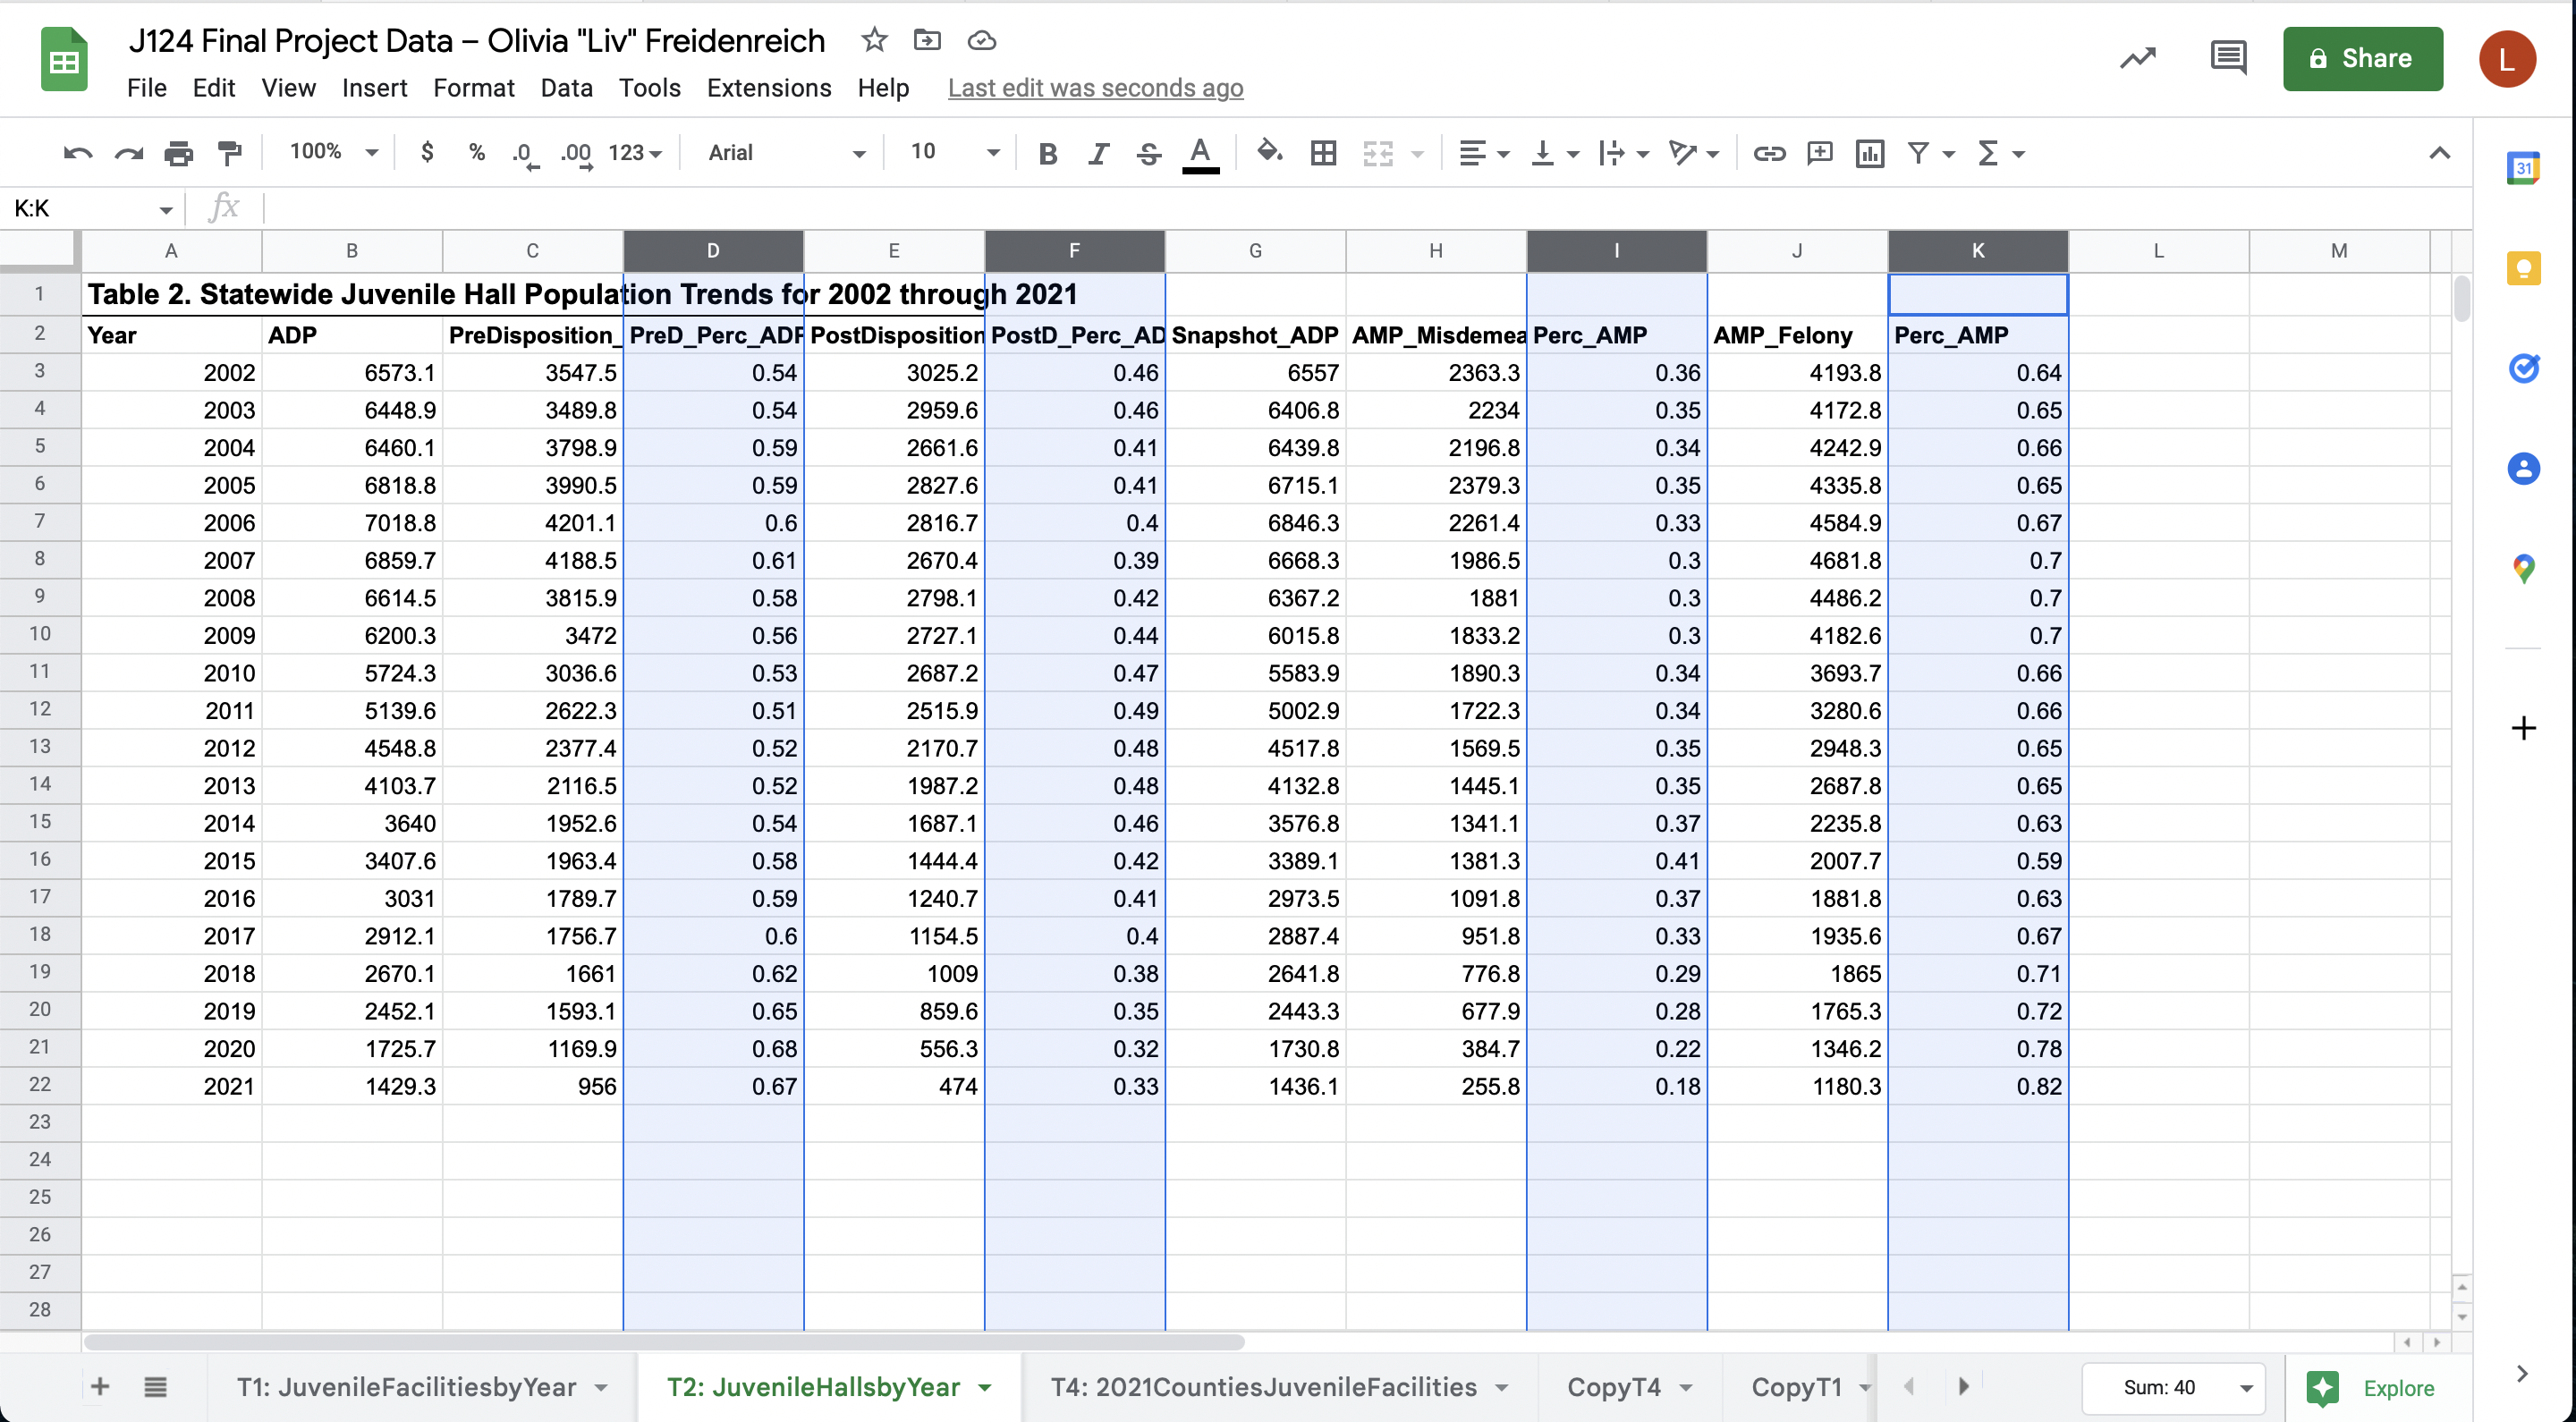 J124 Final Project Data – Olivia "Liv" Freidenreich
File Edit View Insert Format Data Tools Extensions Help Last edit was seconds ago
Share
L
100% $ % .0 .00 123 Arial 10 B I S A
31
K:K fx
A B C D E F G H I J K L M
1 Table 2. Statewide Juvenile Hall Population Trends for 2002 through 2021
2 Year ADP PreDisposition_ PreD_Perc_ADP PostDisposition PostD_Perc_AD Snapshot_ADP AMP_Misdemea Perc_AMP AMP_Felony Perc_AMP
3 2002 6573.1 3547.5 0.54 3025.2 0.46 6557 2363.3 0.36 4193.8 0.64
4 2003 6448.9 3489.8 0.54 2959.6 0.46 6406.8 2234 0.35 4172.8 0.65
5 2004 6460.1 3798.9 0.59 2661.6 0.41 6439.8 2196.8 0.34 4242.9 0.66
6 2005 6818.8 3990.5 0.59 2827.6 0.41 6715.1 2379.3 0.35 4335.8 0.65
7 2006 7018.8 4201.1 0.6 2816.7 0.4 6846.3 2261.4 0.33 4584.9 0.67
8 2007 6859.7 4188.5 0.61 2670.4 0.39 6668.3 1986.5 0.3 4681.8 0.7
9 2008 6614.5 3815.9 0.58 2798.1 0.42 6367.2 1881 0.3 4486.2 0.7
10 2009 6200.3 3472 0.56 2727.1 0.44 6015.8 1833.2 0.3 4182.6 0.7
11 2010 5724.3 3036.6 0.53 2687.2 0.47 5583.9 1890.3 0.34 3693.7 0.66
12 2011 5139.6 2622.3 0.51 2515.9 0.49 5002.9 1722.3 0.34 3280.6 0.66
13 2012 4548.8 2377.4 0.52 2170.7 0.48 4517.8 1569.5 0.35 2948.3 0.65
14 2013 4103.7 2116.5 0.52 1987.2 0.48 4132.8 1445.1 0.35 2687.8 0.65
15 2014 3640 1952.6 0.54 1687.1 0.46 3576.8 1341.1 0.37 2235.8 0.63
16 2015 3407.6 1963.4 0.58 1444.4 0.42 3389.1 1381.3 0.41 2007.7 0.59
17 2016 3031 1789.7 0.59 1240.7 0.41 2973.5 1091.8 0.37 1881.8 0.63
18 2017 2912.1 1756.7 0.6 1154.5 0.4 2887.4 951.8 0.33 1935.6 0.67
19 2018 2670.1 1661 0.62 1009 0.38 2641.8 776.8 0.29 1865 0.71
20 2019 2452.1 1593.1 0.65 859.6 0.35 2443.3 677.9 0.28 1765.3 0.72
21 2020 1725.7 1169.9 0.68 556.3 0.32 1730.8 384.7 0.22 1346.2 0.78
22 2021 1429.3 956 0.67 474 0.33 1436.1 255.8 0.18 1180.3 0.82
23
24
25
26
27
28
T1: JuvenileFacilitiesbyYear T2: JuvenileHallsbyYear T4: 2021CountiesJuvenileFacilities CopyT4 CopyT1 Sum: 40 Explore